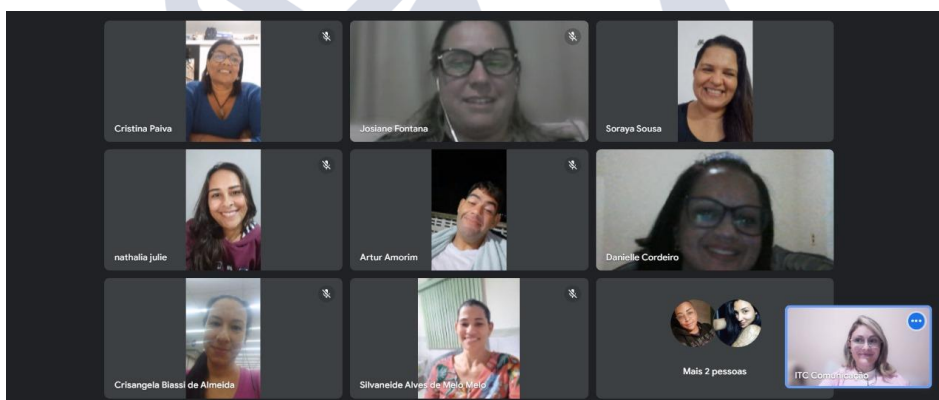 Cristina Paiva
Josiane Fontana
Soraya Sousa
nathalia julie
Artur Amorim
Danielle Cordeiro
Crisangela Biassi de Almeida
Silvaneide Alves de Melo Melo
Mais 2 pessoas
ITC Comunicação